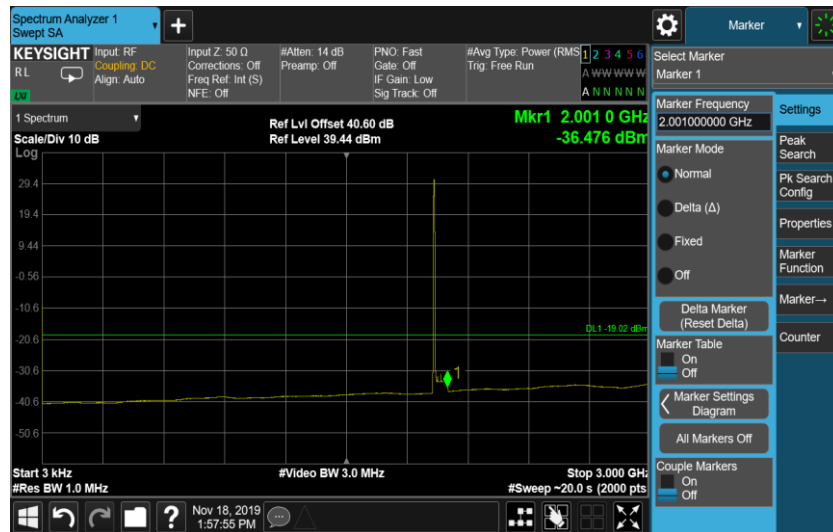 Spectrum Analyzer 1
Swept SA
+
Marker
KEYSIGHT
RL
LXI
Input: RF
Coupling: DC
Align: Auto
Input Z: 50 Ω
Corrections: Off
Freq Ref: Int (S)
NFE: Off
#Atten: 14 dB
Preamp: Off
PNO: Fast
Gate: Off
IF Gain: Low
Sig Track: Off
#Avg Type: Power (RMS
Trig: Free Run
1 2 3 4 5 6
A W W W W W
A N N N N N
Select Marker
Marker 1
1 Spectrum
Scale/Div 10 dB
Log
Ref Lvl Offset 40.60 dB
Ref Level 39.44 dBm
Mkr1 2.001 0 GHz
-36.476 dBm
29.4
19.4
9.44
-0.56
-10.6
-20.6
-30.6
-40.6
-50.6
DL1 -19.02 dBm
1
Start 3 kHz
#Res BW 1.0 MHz
#Video BW 3.0 MHz
Stop 3.000 GHz
#Sweep ~20.0 s (2000 pts
Marker Frequency
2.001000000 GHz
Marker Mode
Normal
Delta (Δ)
Fixed
Off
Delta Marker
(Reset Delta)
Marker Table
On
Off
Marker Settings
Diagram
All Markers Off
Couple Markers
On
Off
Settings
Peak
Search
Pk Search
Config
Properties
Marker
Function
Marker→
Counter
?
Nov 18, 2019
1:57:55 PM